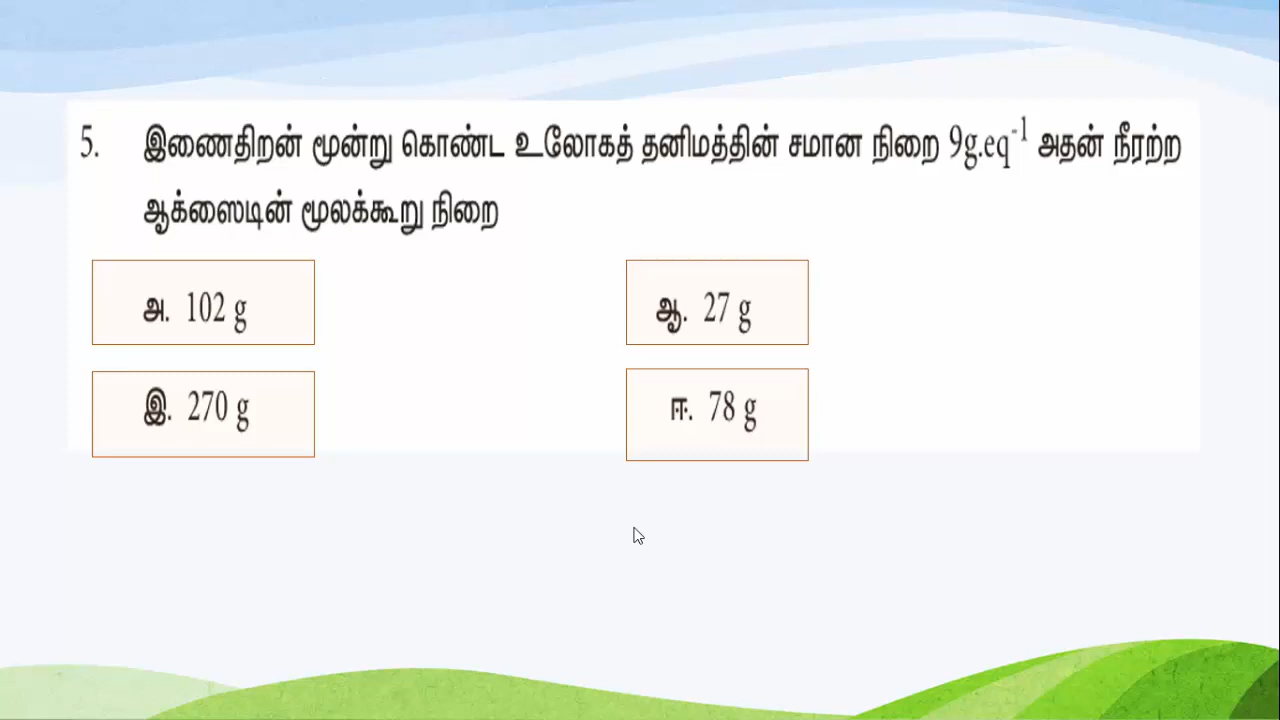 5. இணைதிறன் மூன்று கொண்ட உலோகத் தனிமத்தின் சமான நிறை 9g.eq⁻¹ அதன் நீரற்ற
ஆக்ஸைடின் மூலக்கூறு நிறை
அ. 102 g
ஆ. 27 g
இ. 270 g
ஈ. 78 g